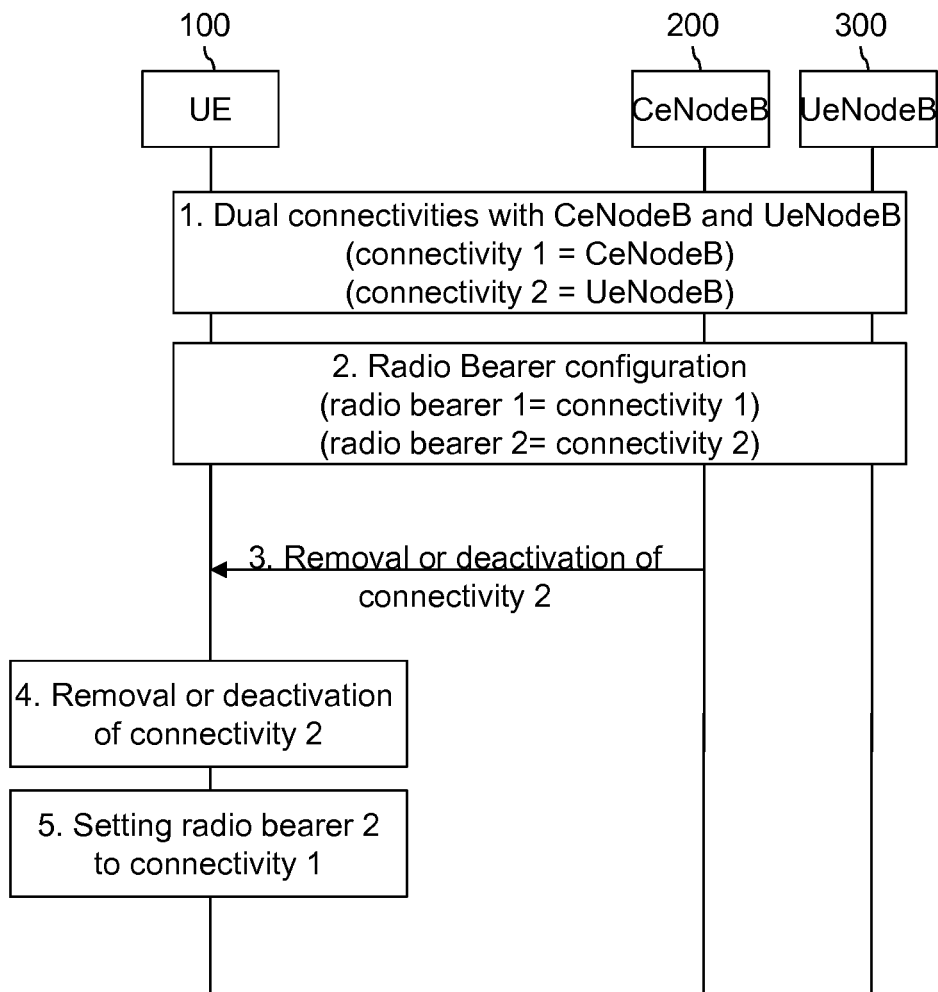 100
200
300
UE
CeNodeB
UeNodeB
1. Dual connectivities with CeNodeB and UeNodeB
(connectivity 1 = CeNodeB)
(connectivity 2 = UeNodeB)
2. Radio Bearer configuration
(radio bearer 1= connectivity 1)
(radio bearer 2= connectivity 2)
3. Removal or deactivation of
connectivity 2
4. Removal or deactivation
of connectivity 2
5. Setting radio bearer 2
to connectivity 1